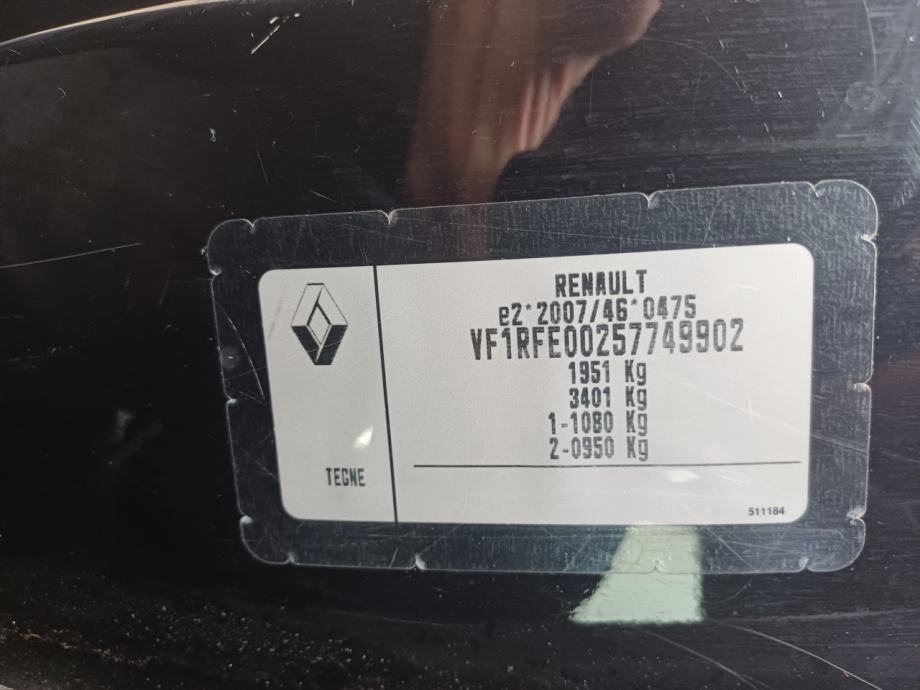 RENAULT
e2*2007/46*0475
VF1RFE00257749902
1951 Kg
3401 Kg
1-1080 Kg
2-0950 Kg
TEGNE
511184